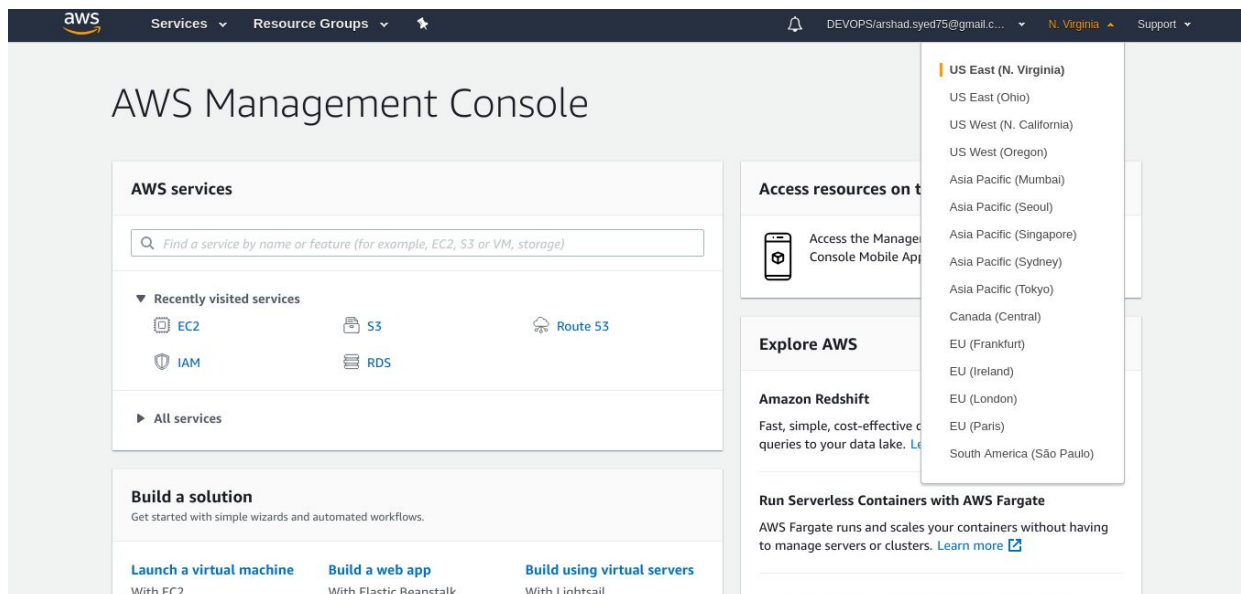 aws
Services
Resource Groups
DEVOPS/arshad.syed75@gmail.c...
N. Virginia
Support
US East (N. Virginia)
US East (Ohio)
US West (N. California)
US West (Oregon)
Asia Pacific (Mumbai)
Asia Pacific (Seoul)
Asia Pacific (Singapore)
Asia Pacific (Sydney)
Asia Pacific (Tokyo)
Canada (Central)
EU (Frankfurt)
EU (Ireland)
EU (London)
EU (Paris)
South America (São Paulo)
AWS Management Console
AWS services
Find a service by name or feature (for example, EC2, S3 or VM, storage)
Recently visited services
EC2
S3
Route 53
IAM
RDS
All services
Build a solution
Get started with simple wizards and automated workflows.
Launch a virtual machine
With EC2
Build a web app
With Elastic Beanstalk
Build using virtual servers
With Lightsail
Access resources on t
Access the Manage
Console Mobile Ap
Explore AWS
Amazon Redshift
Fast, simple, cost-effective
queries to your data lake. Le
Run Serverless Containers with AWS Fargate
AWS Fargate runs and scales your containers without having
to manage servers or clusters. Learn more